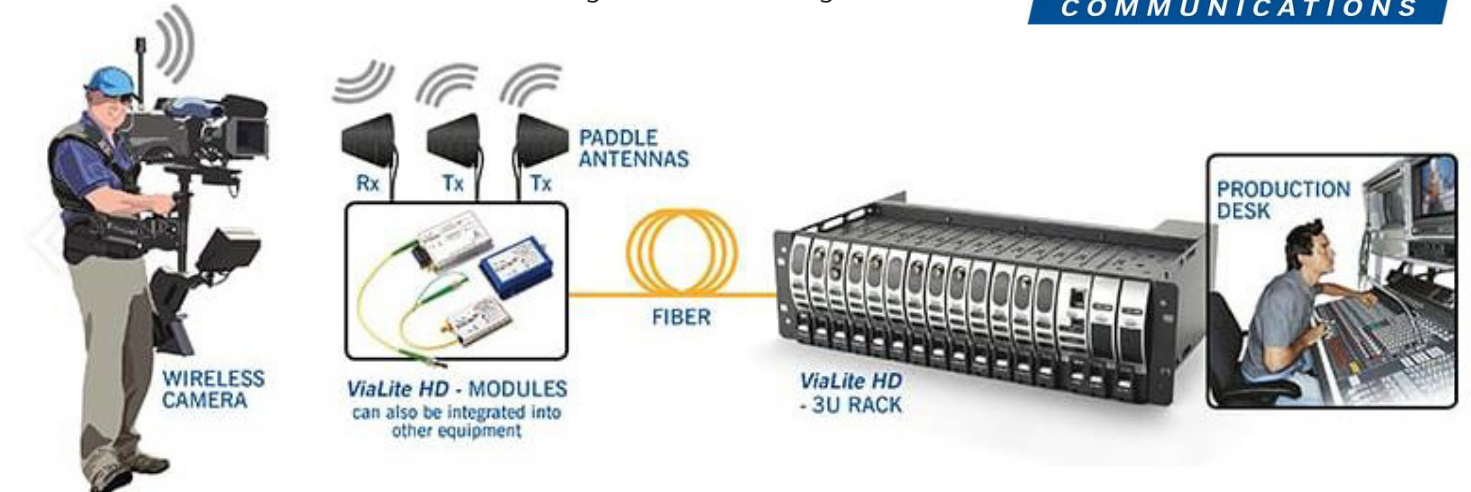 COMMUNICATIONS
PADDLE
ANTENNAS
Rx
Tx
Tx
PRODUCTION
DESK
FIBER
WIRELESS
CAMERA
ViaLite HD - MODULES
can also be integrated into
other equipment
ViaLite HD
- 3U RACK